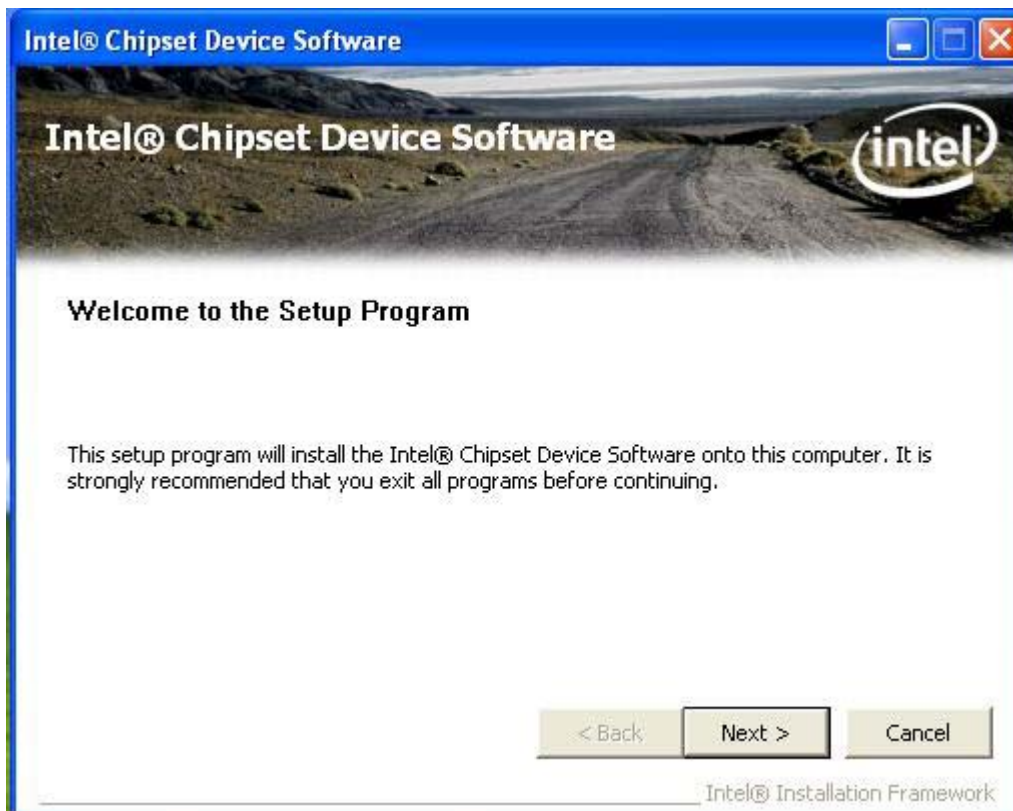 Intel® Chipset Device Software
Intel® Chipset Device Software
intel
Welcome to the Setup Program
This setup program will install the Intel® Chipset Device Software onto this computer. It is
strongly recommended that you exit all programs before continuing.
< Back
Next >
Cancel
Intel® Installation Framework